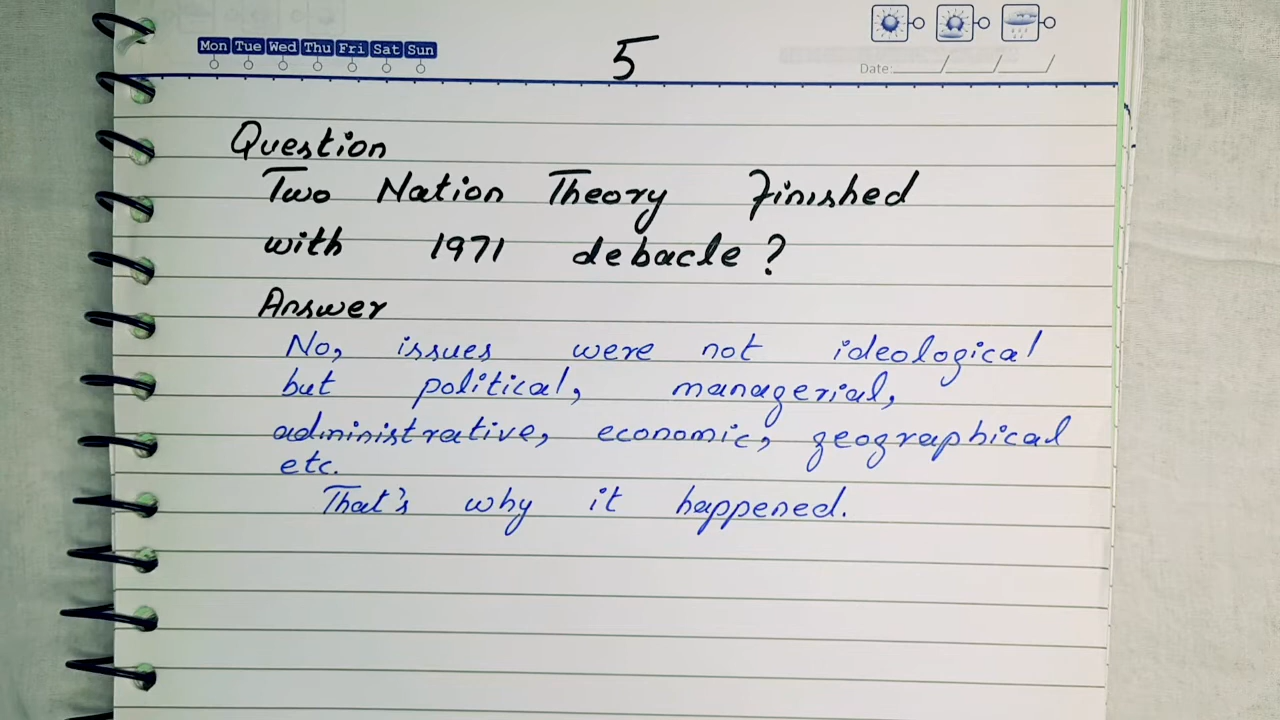 Mon Tue Wed Thu Fri Sat Sun
5
Date:
Question
Two Nation Theory Finished
with 1971 debacle?
Answer
No, issues were not ideological
but political, managerial,
administrative, economic, geographical
etc.
That's why it happened.